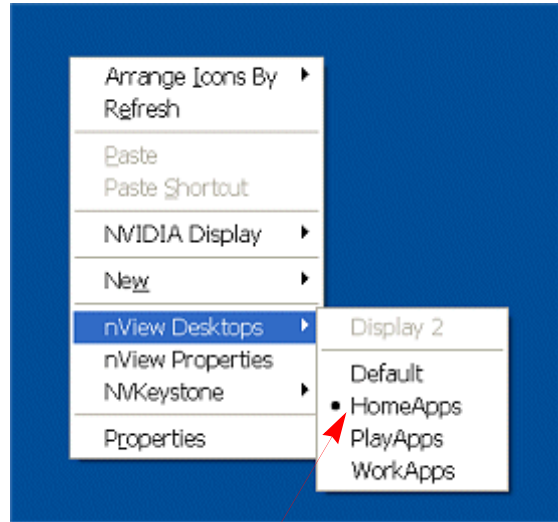 Arrange Icons By
Refresh
Paste
Paste Shortcut
NVIDIA Display
New
nView Desktops
nView Properties
NVKeystone
Properties
Display 2
Default
HomeApps
PlayApps
WorkApps